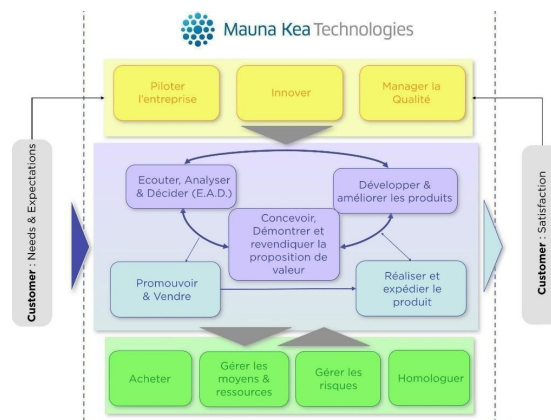 Mauna Kea Technologies
Piloter
l'entreprise
Innover
Manager la
Qualité
Customer : Needs & Expectations
Ecouter, Analyser
& Décider (E.A.D.)
Développer &
améliorer les produits
Concevoir,
Démontrer et
revendiquer la
proposition de
valeur
Promouvoir
& Vendre
Réaliser et
expédier le
produit
Customer : Satisfaction
Acheter
Gérer les
moyens &
ressources
Gérer les
risques
Homologuer